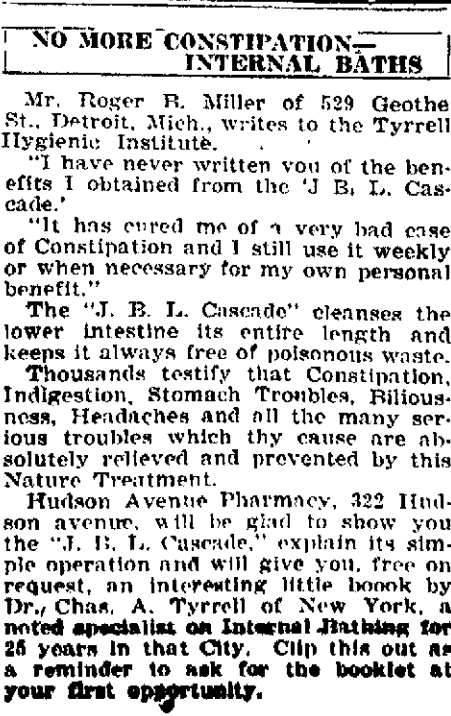 NO MORE CONSTIPATION—
INTERNAL BATHS
Mr. Roger B. Miller of 529 Geothe
St., Detroit, Mich., writes to the Tyrrell
Hygienic Institute.
"I have never written you of the ben-
efits I obtained from the 'J B. L. Cas-
cade.'
"It has cured me of a very bad case
of Constipation and I still use it weekly
or when necessary for my own personal
benefit."
The "J. B. L. Cascade" cleanses the
lower intestine its entire length and
keeps it always free of poisonous waste.
Thousands testify that Constipation,
Indigestion, Stomach Troubles, Bilious-
ness, Headaches and all the many ser-
ious troubles which thy cause are ab-
solutely relieved and prevented by this
Nature Treatment.
Hudson Avenue Pharmacy, 322 Hud-
son avenue, will be glad to show you
the "J. B. L. Cascade," explain its sim-
ple operation and will give you, free on
request, an interesting little boook by
Dr. Chas. A. Tyrrell of New York, a
noted specialist on Internal Bathing for
25 years in that City. Clip this out as
a reminder to ask for the booklet at
your first opportunity.